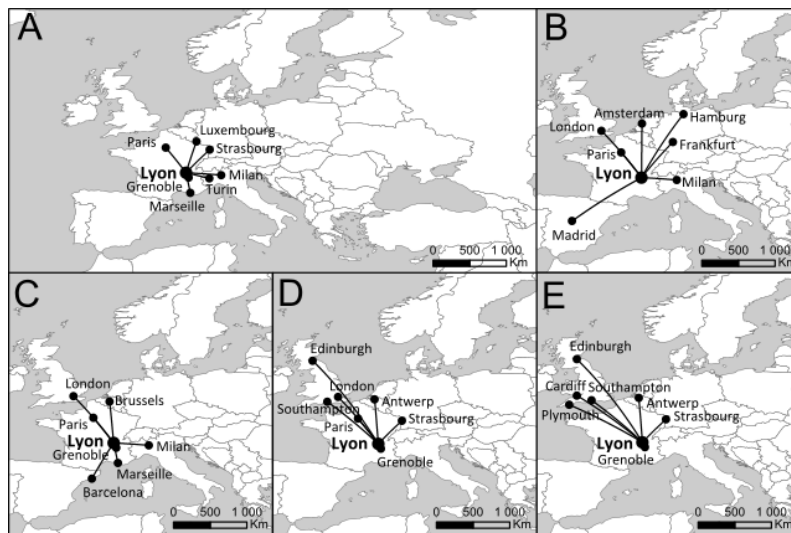 A
Paris
Luxembourg
Strasbourg
Lyon
Milan
Grenoble
Turin
Marseille
0 500 1 000
Km
B
Amsterdam
Hamburg
London
Frankfurt
Paris
Lyon
Milan
Madrid
0 500 1 000
Km
C
London
Brussels
Paris
Lyon
Milan
Grenoble
Marseille
Barcelona
0 500 1 000
Km
D
Edinburgh
London
Antwerp
Southampton
Strasbourg
Paris
Lyon
Grenoble
0 500 1 000
Km
E
Edinburgh
Cardiff Southampton
Antwerp
Plymouth
Strasbourg
Lyon
Grenoble
0 500 1 000
Km